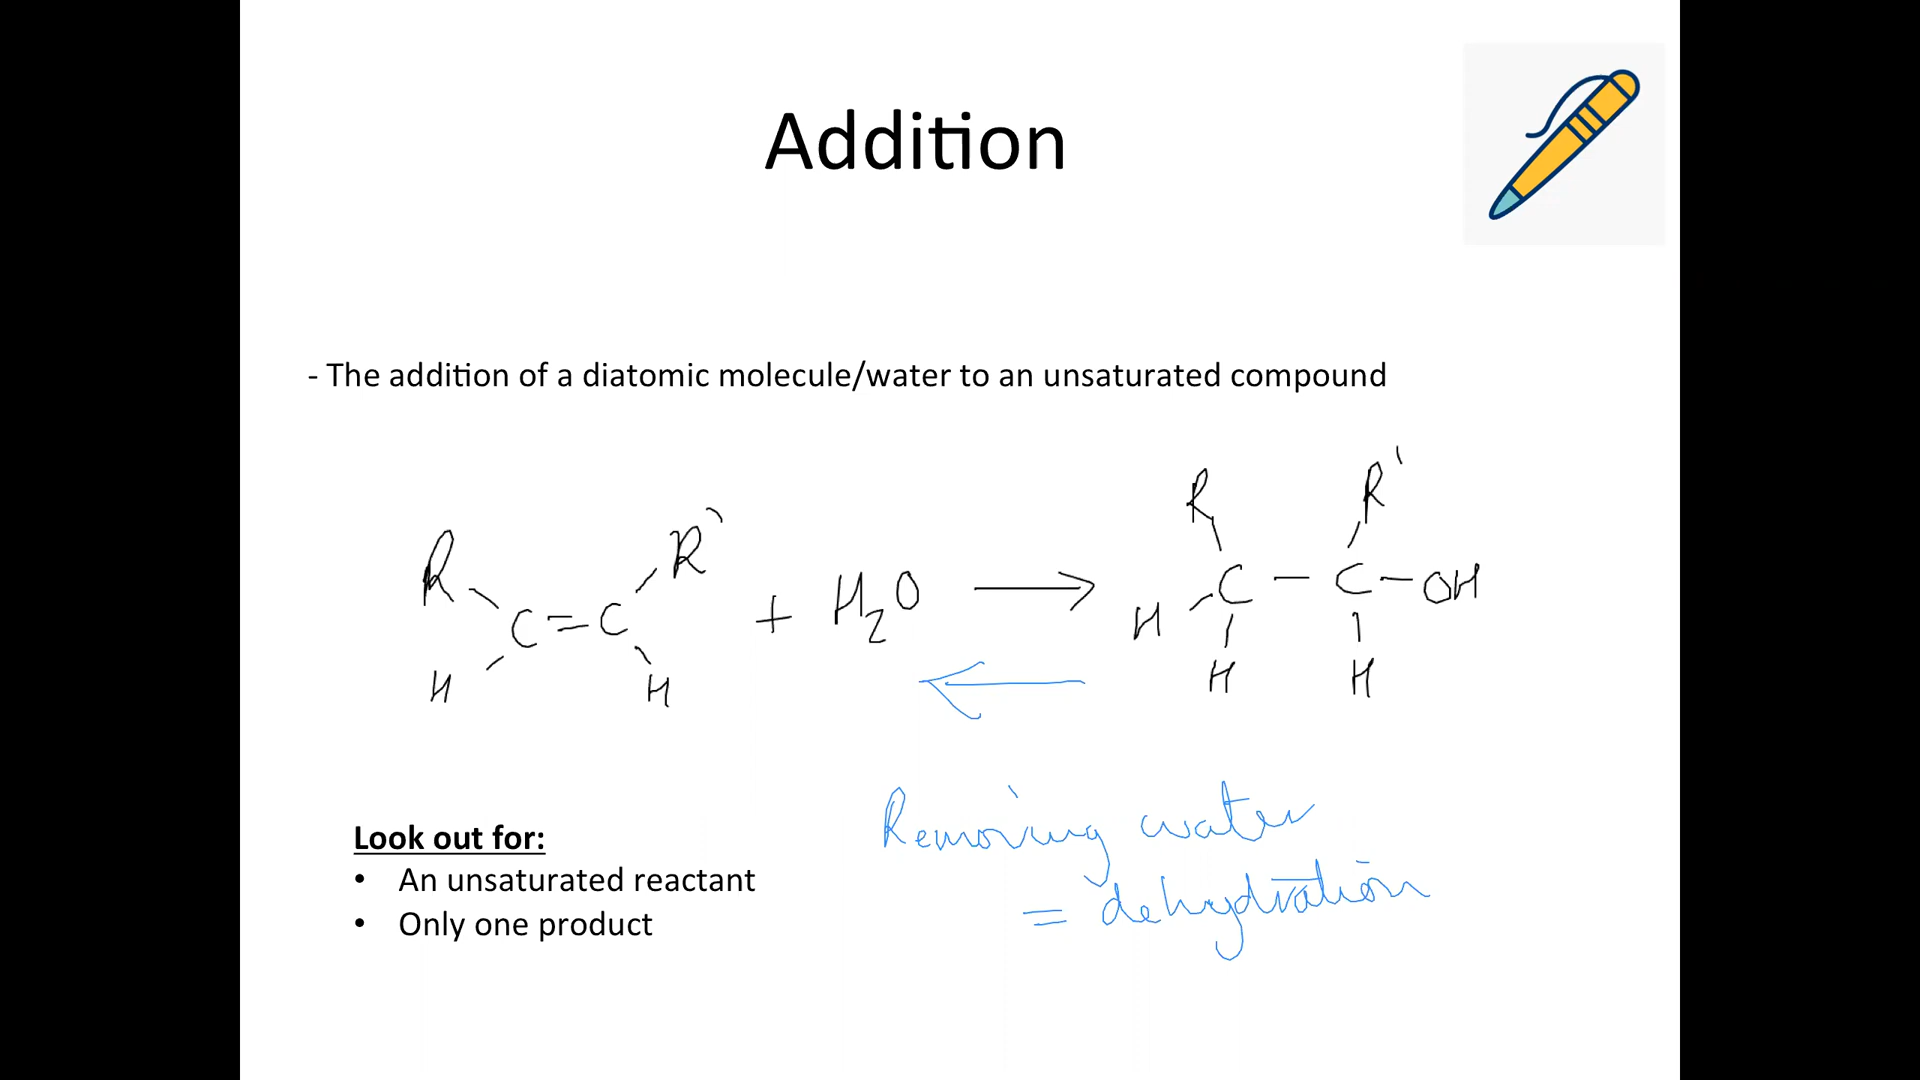 Addition
- The addition of a diatomic molecule/water to an unsaturated compound
R R' + H₂O → R R'
C = C C – C – OH
H H H H H
Look out for:
• An unsaturated reactant
• Only one product
Removing water
= dehydration